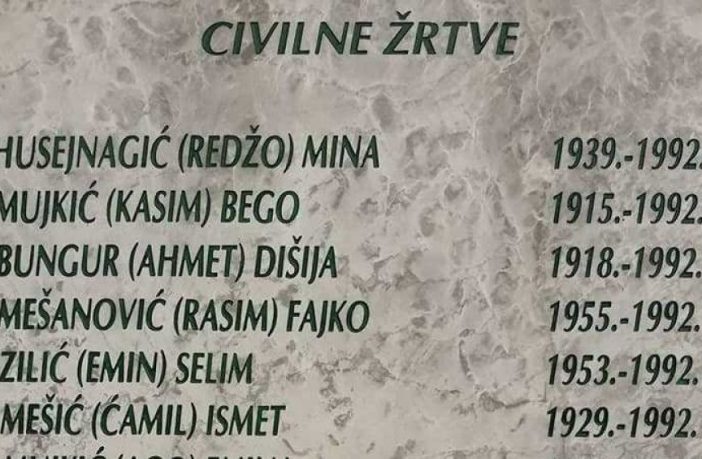 CIVILNE ŽRTVE
HUSEJNAGIĆ (REDŽO) MINA 1939.-1992.
MUJKIĆ (KASIM) BEGO 1915.-1992.
BUNGUR (AHMET) DIŠIJA 1918.-1992.
MEŠANOVIĆ (RASIM) FAJKO 1955.-1992.
ZILIĆ (EMIN) SELIM 1953.-1992.
MEŠIĆ (ĆAMIL) ISMET 1929.-1992.